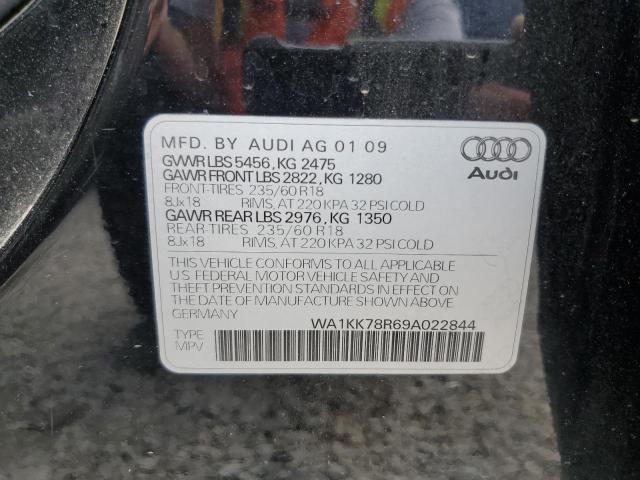 MFD. BY AUDI AG 01 09
GVWR LBS 5456, KG 2475
GAWR FRONT LBS 2822, KG 1280
FRONT-TIRES 235/60 R18
8Jx18 RIMS, AT 220 KPA 32 PSI COLD
GAWR REAR LBS 2976, KG 1350
REAR-TIRES 235/60 R18
8Jx18 RIMS, AT 220 KPA 32 PSI COLD
Audi
THIS VEHICLE CONFORMS TO ALL APPLICABLE
U.S. FEDERAL MOTOR VEHICLE SAFETY AND
THEFT PREVENTION STANDARDS IN EFFECT ON
THE DATE OF MANUFACTURE SHOWN ABOVE.
GERMANY
WA1KK78R69A022844
TYPE
MPV